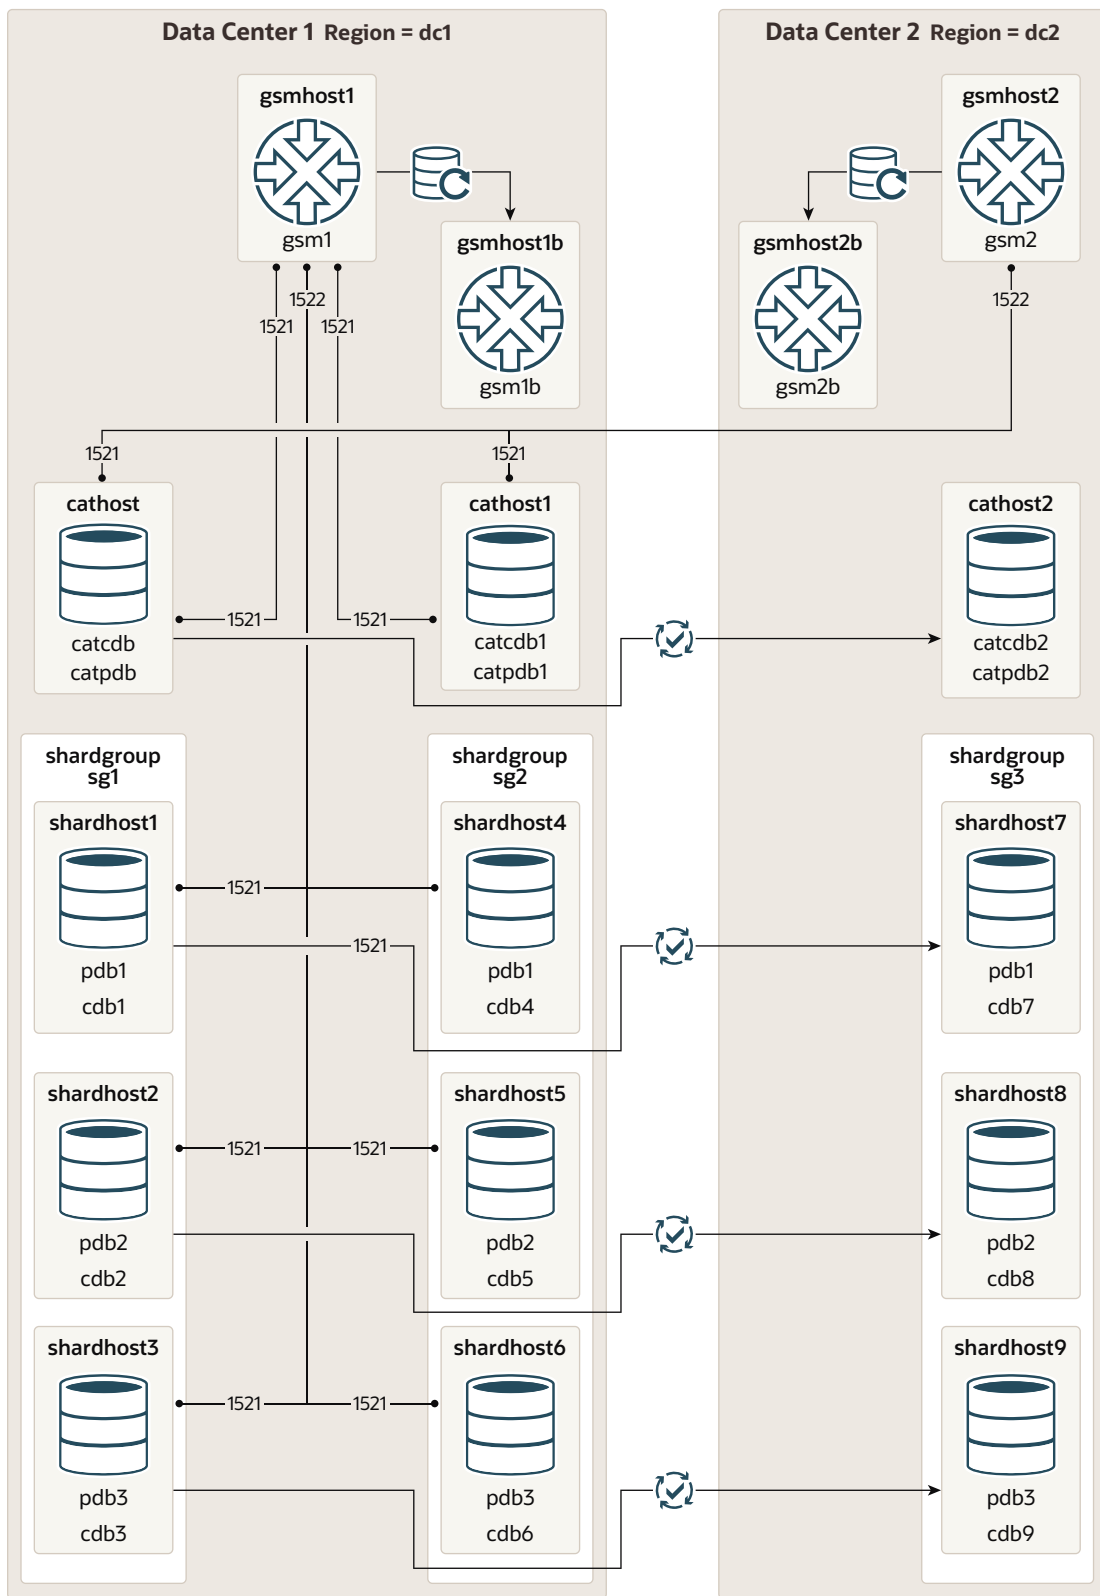 Data Center 1 Region = dc1
Data Center 2 Region = dc2
gsmhost1
gsm1
gsmhost2
gsm2
gsmhost1b
gsm1b
gsmhost2b
gsm2b
1522
1521
1521
1522
1521
1521
cathost
catcdb
catpdb
cathost1
catcdb1
catpdb1
cathost2
catcdb2
catpdb2
1521
1521
shardgroup
sg1
shardgroup
sg2
shardgroup
sg3
shardhost1
pdb1
cdb1
1521
1521
shardhost4
pdb1
cdb4
shardhost7
pdb1
cdb7
shardhost2
pdb2
cdb2
1521
1521
shardhost5
pdb2
cdb5
shardhost8
pdb2
cdb8
shardhost3
pdb3
cdb3
1521
1521
shardhost6
pdb3
cdb6
shardhost9
pdb3
cdb9